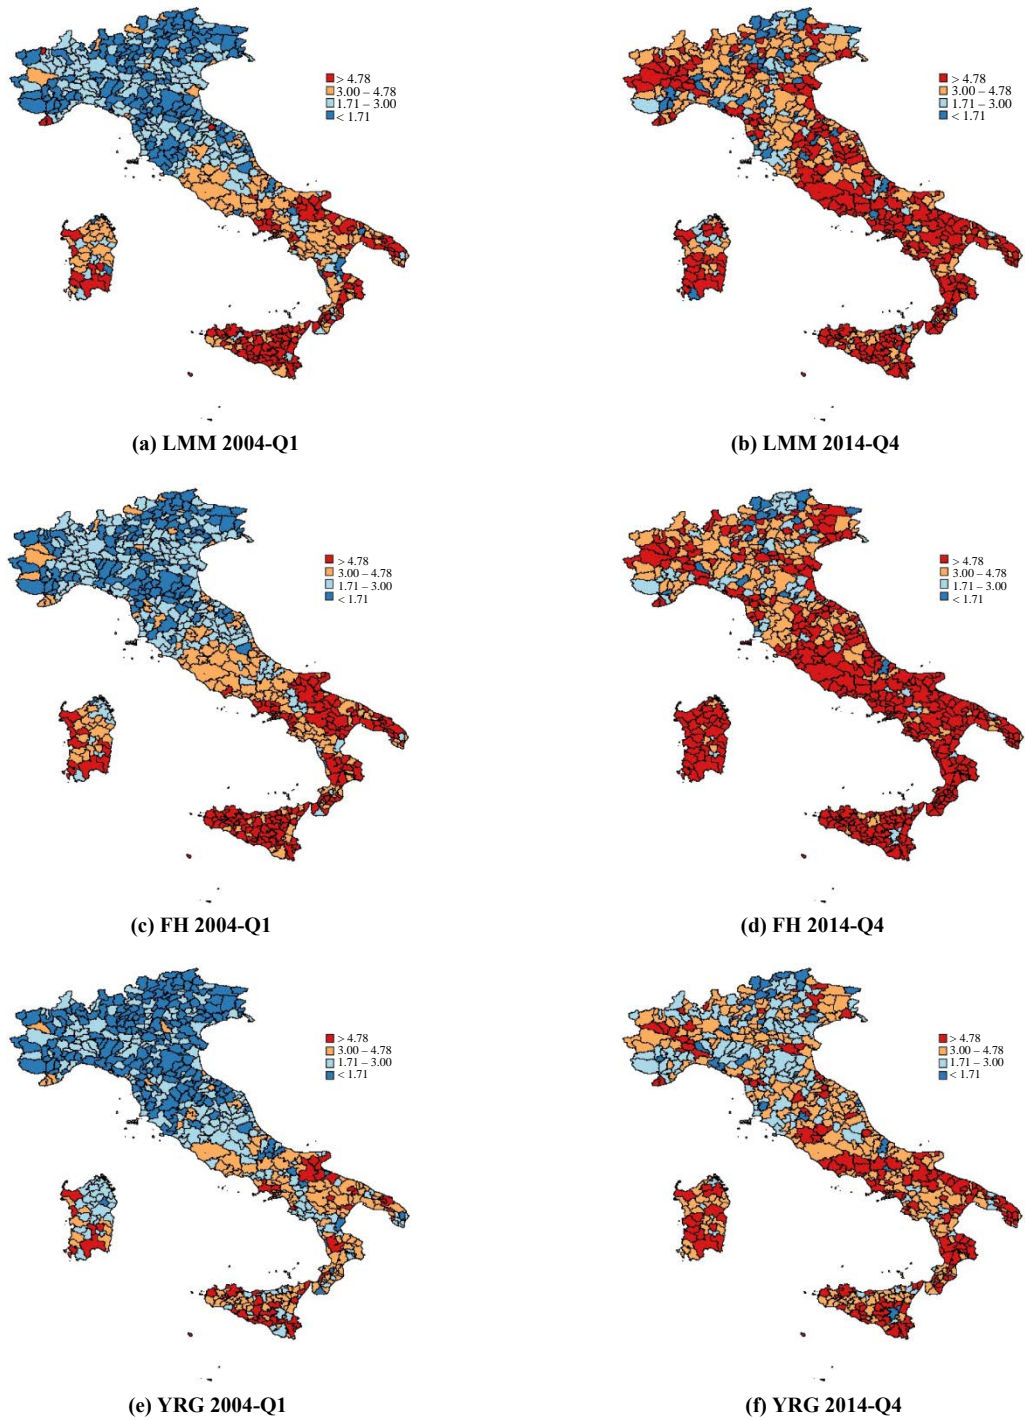 > 4.78
3.00 – 4.78
1.71 – 3.00
< 1.71
> 4.78
3.00 – 4.78
1.71 – 3.00
< 1.71
(a) LMM 2004-Q1
(b) LMM 2014-Q4
> 4.78
3.00 – 4.78
1.71 – 3.00
< 1.71
> 4.78
3.00 – 4.78
1.71 – 3.00
< 1.71
(c) FH 2004-Q1
(d) FH 2014-Q4
> 4.78
3.00 – 4.78
1.71 – 3.00
< 1.71
> 4.78
3.00 – 4.78
1.71 – 3.00
< 1.71
(e) YRG 2004-Q1
(f) YRG 2014-Q4